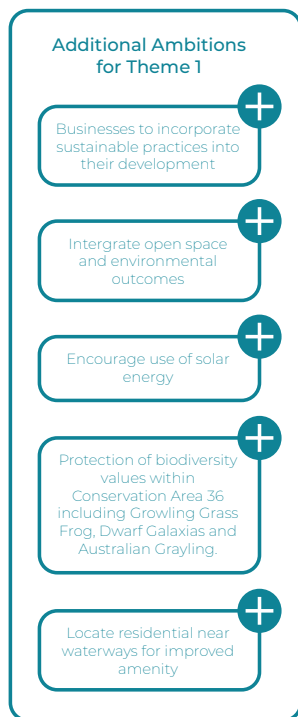 Additional Ambitions
for Theme 1
Businesses to incorporate
sustainable practices into
their development
Intergrate open space
and environmental
outcomes
Encourage use of solar
energy
Protection of biodiversity
values within
Conservation Area 36
including Growling Grass
Frog, Dwarf Galaxias and
Australian Grayling.
Locate residential near
waterways for improved
amenity